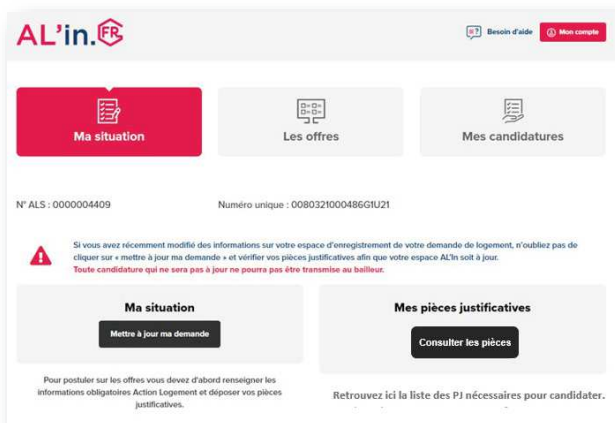 AL'in.FR
Besoin d'aide
Mon compte
Ma situation
Les offres
Mes candidatures
N° ALS : 0000004409
Numéro unique : 0080321000486G1U21
Si vous avez récemment modifié des informations sur votre espace d'enregistrement de votre demande de logement, n'oubliez pas de
cliquer sur « mettre à jour ma demande » et vérifier vos pièces justificatives afin que votre espace AL'in soit à jour.
Toute candidature qui ne sera pas à jour ne pourra pas être transmise au bailleur.
Ma situation
Mettre à jour ma demande
Pour postuler sur les offres vous devez d'abord renseigner les
informations obligatoires Action Logement et déposer vos pièces
justificatives.
Mes pièces justificatives
Consulter les pièces
Retrouvez ici la liste des PJ nécessaires pour candidater.